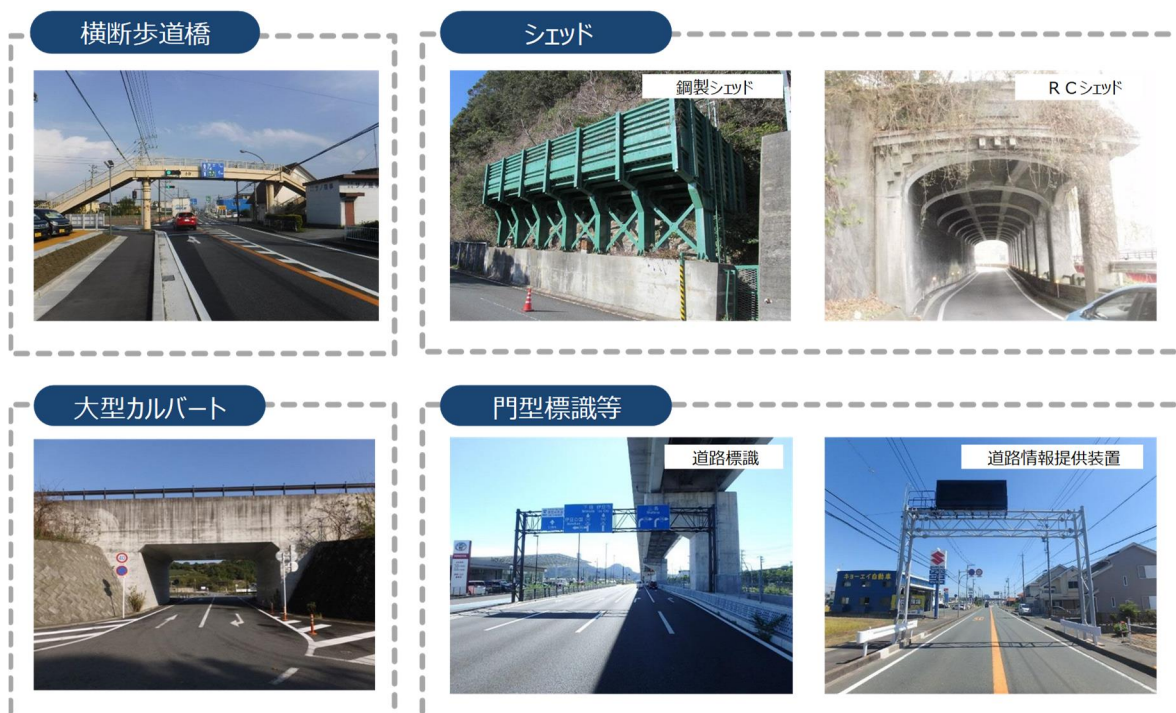 横断歩道橋
シェッド
鋼製シェッド
ＲＣシェッド
大型カルバート
門型標識等
道路標識
道路情報提供装置